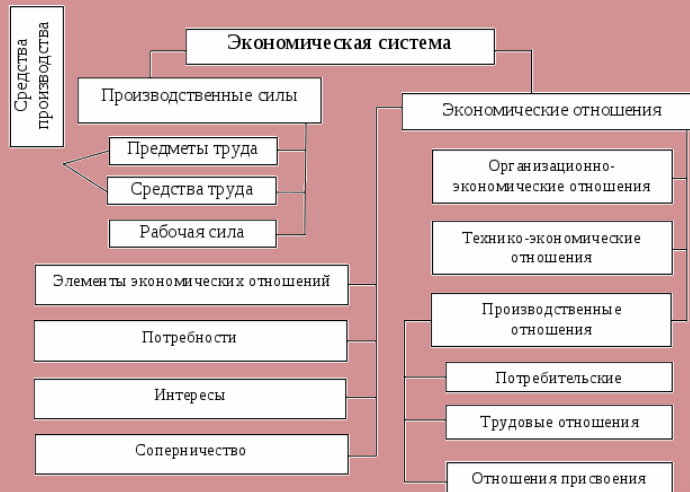 Средства
производства
Экономическая система
Производственные силы
Предметы труда
Средства труда
Рабочая сила
Элементы экономических отношений
Потребности
Интересы
Соперничество
Экономические отношения
Организационно-
экономические отношения
Технико-экономические
отношения
Производственные
отношения
Потребительские
Трудовые отношения
Отношения присвоения